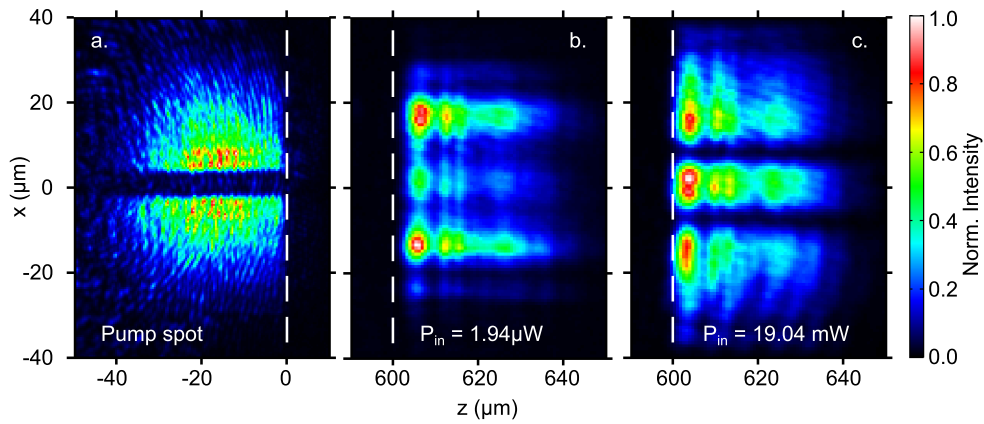 a.
b.
c.
Pump spot
P_in = 1.94μW
P_in = 19.04 mW
x (μm)
40
20
0
-20
-40
-40
-20
0
600
620
640
600
620
640
z (μm)
1.0
0.8
0.6
0.4
0.2
0.0
Norm. Intensity